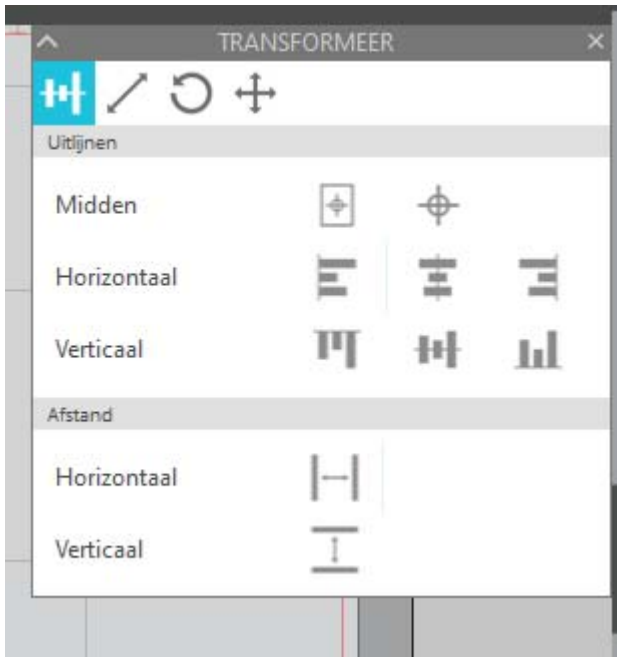 TRANSFORMEER
Uitlijnen
Midden
Horizontaal
Verticaal
Afstand
Horizontaal
Verticaal